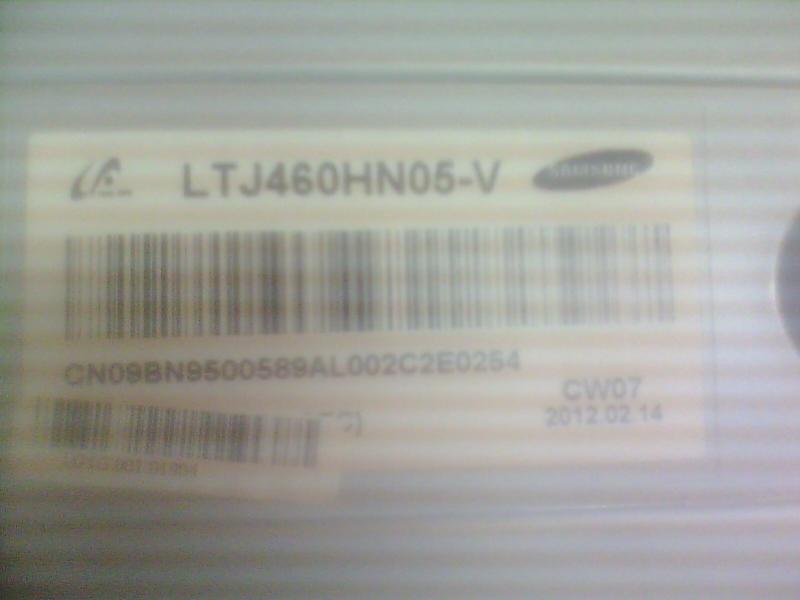 LTJ460HN05-V SAMSUNG
CN09BN9500589AL002C2E0254
CW07
2012.02.14